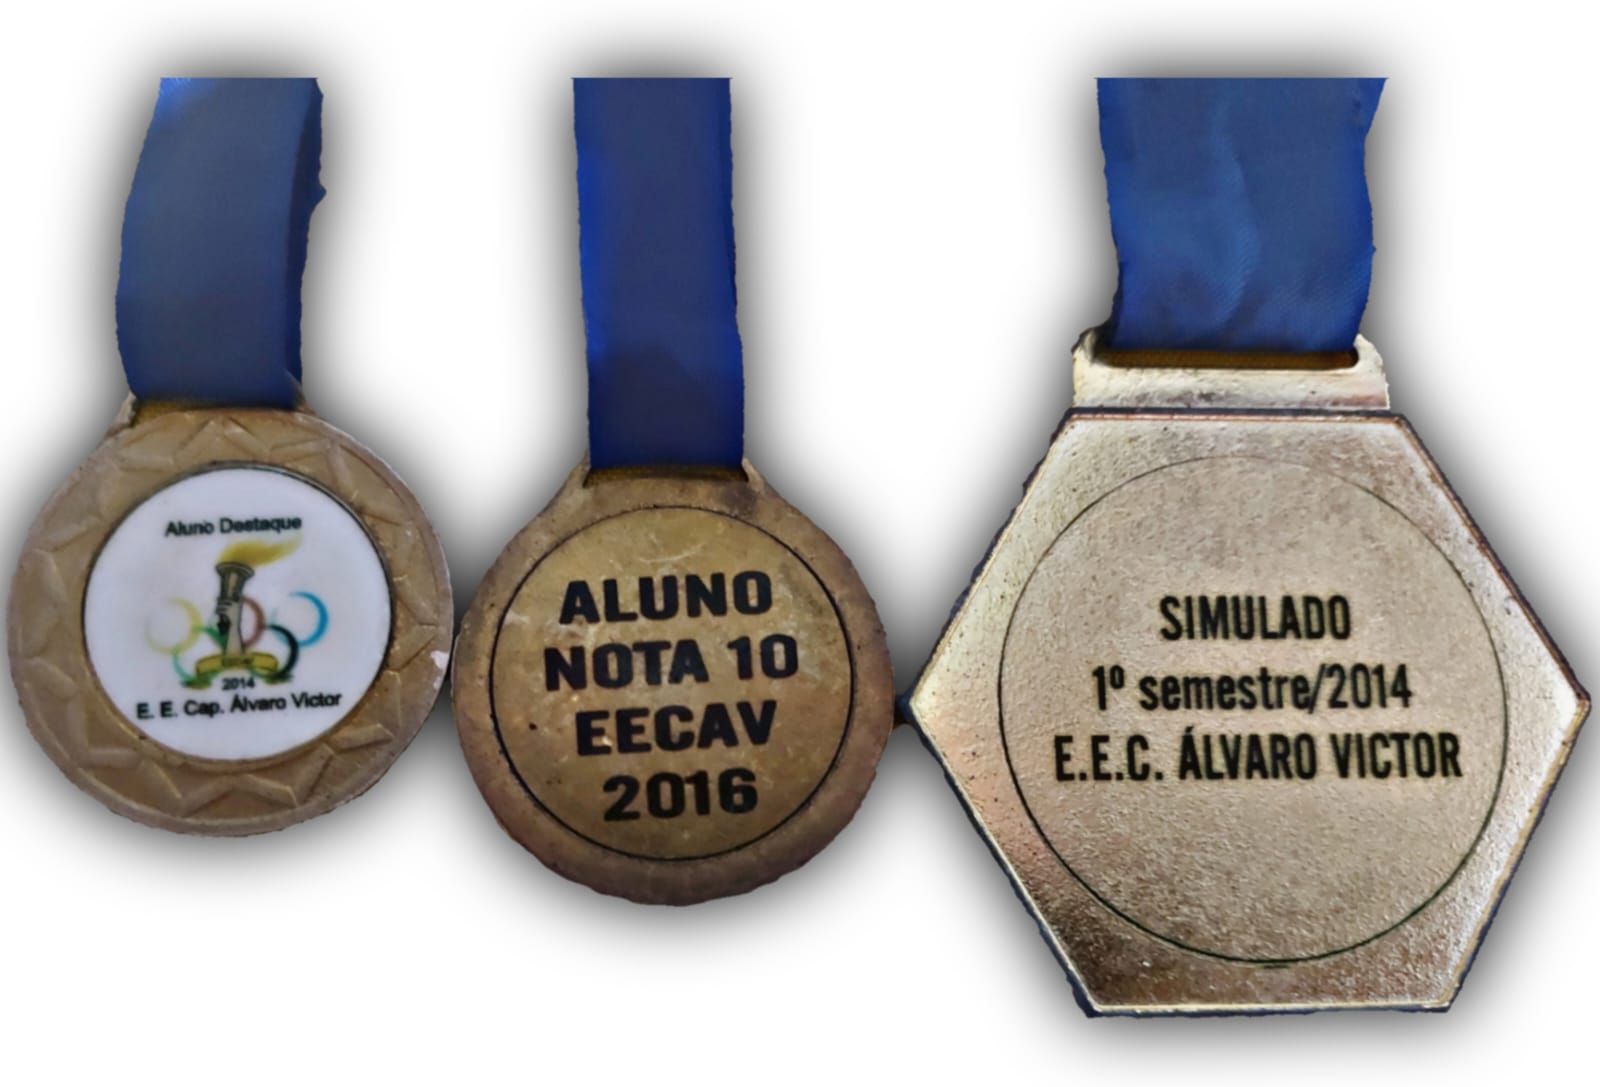 Aluno Destaque
2014
E. E. Cap. Álvaro Victor
ALUNO
NOTA 10
EECAV
2016
SIMULADO
1º semestre/2014
E.E.C. ÁLVARO VICTOR